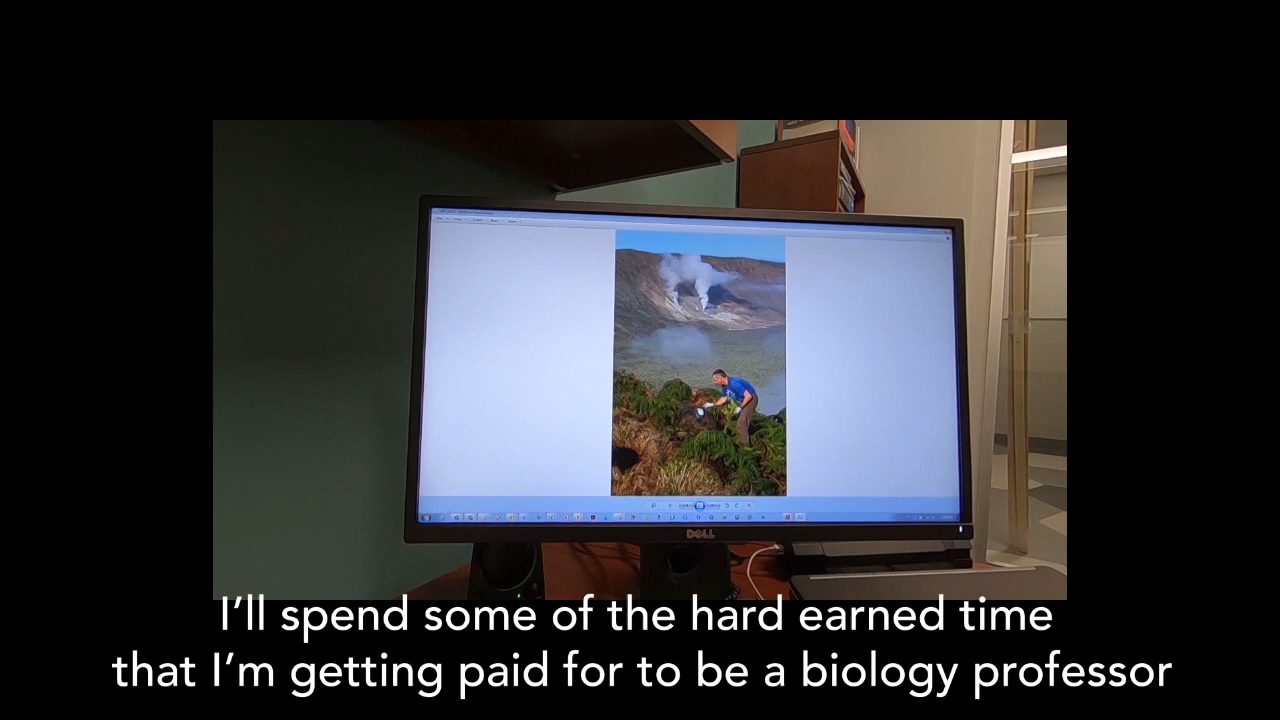 DELL
I'll spend some of the hard earned time
that I'm getting paid for to be a biology professor